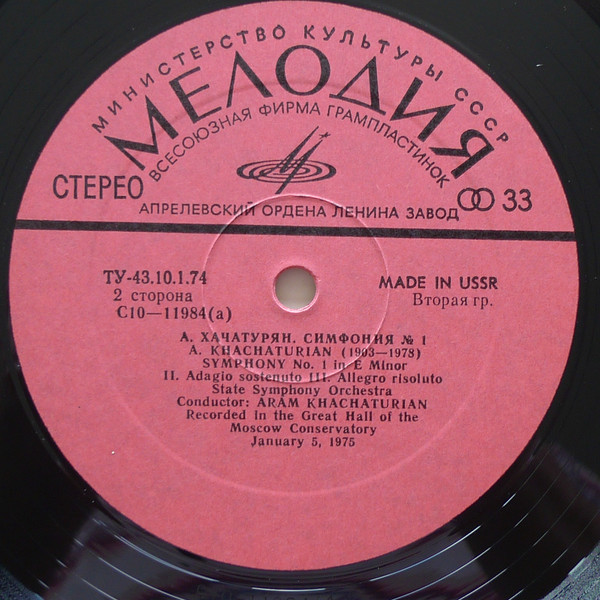 МИНИСТЕРСТВО КУЛЬТУРЫ СССР
МЕЛОДИЯ
ВСЕСОЮЗНАЯ ФИРМА ГРАМПЛАСТИНОК
СТЕРЕО
33
АПРЕЛЕВСКИЙ ОРДЕНА ЛЕНИНА ЗАВОД
ТУ-43.10.1.74
MADE IN USSR
2 сторона
Вторая гр.
С10—11984(а)
А. ХАЧАТУРЯН. СИМФОНИЯ № 1
A. KHACHATURIAN (1903—1978)
SYMPHONY No. 1 in E Minor
II. Adagio sostenuto III. Allegro risoluto
State Symphony Orchestra
Conductor: ARAM KHACHATURIAN
Recorded in the Great Hall of the
Moscow Conservatory
January 5, 1975